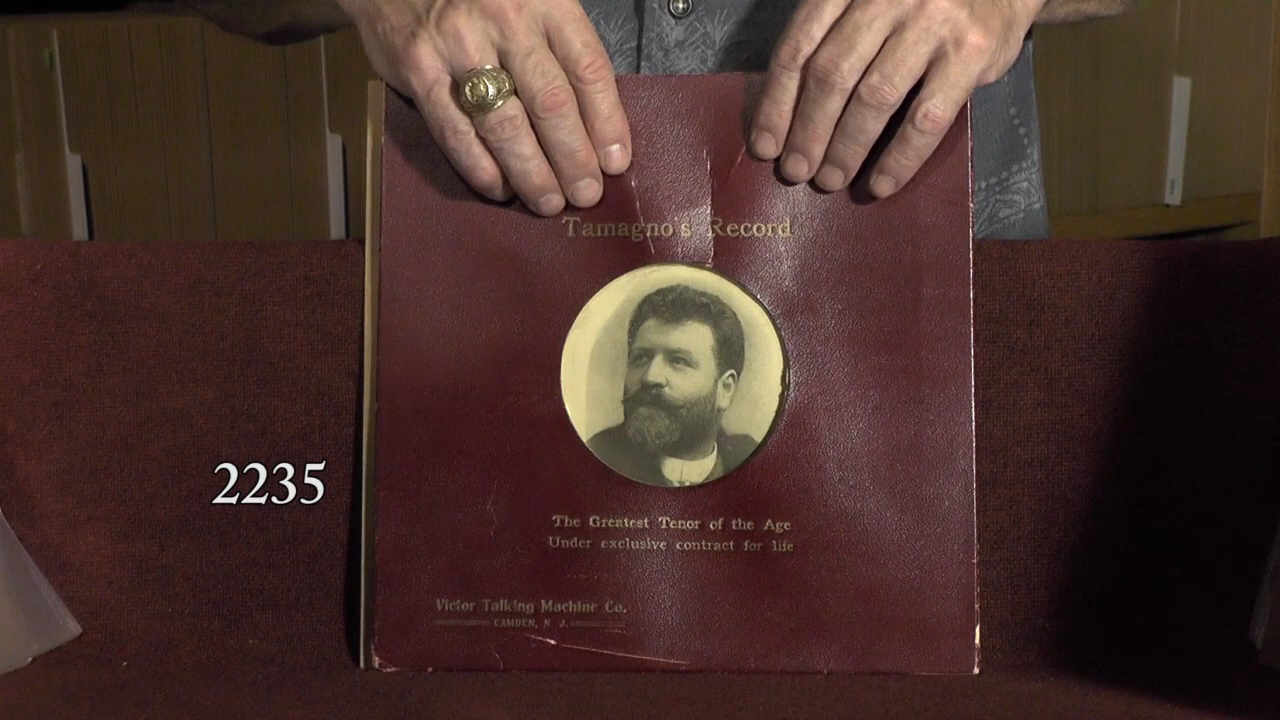 Tamagno's Record
2235
The Greatest Tenor of the Age
Under exclusive contract for life
Victor Talking Machine Co.
CAMDEN, N. J.